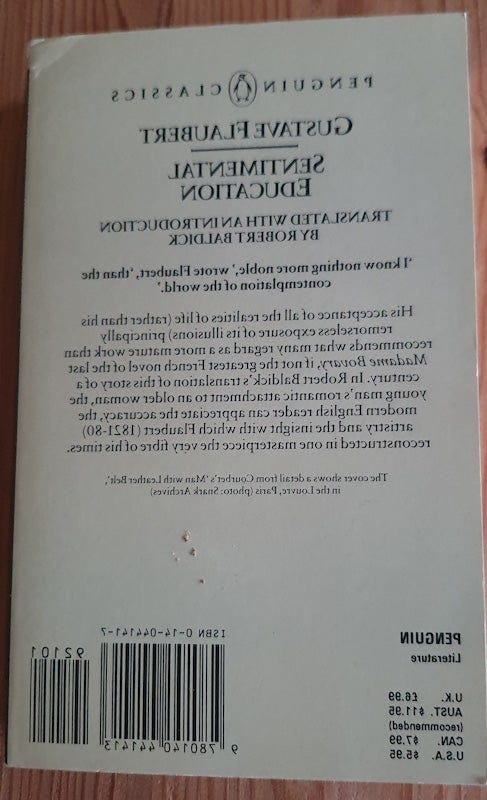 PENGUIN CLASSICS
GUSTAVE FLAUBERT
SENTIMENTAL
EDUCATION
TRANSLATED WITH AN INTRODUCTION
BY ROBERT BALDICK
'I know nothing more noble,' wrote Flaubert, 'than the
contemplation of the world.'
His acceptance of all the realities of life (rather than his
remorseless exposure of its illusions) principally
recommends what many regard as a more mature work than
Madame Bovary, if not the greatest French novel of the last
century. In Robert Baldick's translation of this story of a
young man's romantic attachment to an older woman, the
modern English reader can appreciate the accuracy, the
artistry and the insight with which Flaubert (1821-80)
reconstructed in one masterpiece the very fibre of his times.
The cover shows a detail from Courbet's 'Man with Leather Belt',
in the Louvre, Paris (photo: Snark Archives)
PENGUIN
Literature
U.K. £6.99
AUST. $11.95
(recommended)
CAN. $7.99
U.S.A. $5.95
ISBN 0-14-044141-7
9 780140 441413
92101